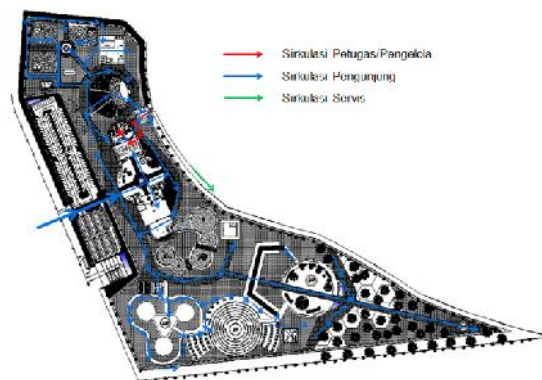 Sirkulasi Petugas/Pengelola
Sirkulasi Pengunjung
Sirkulasi Servis